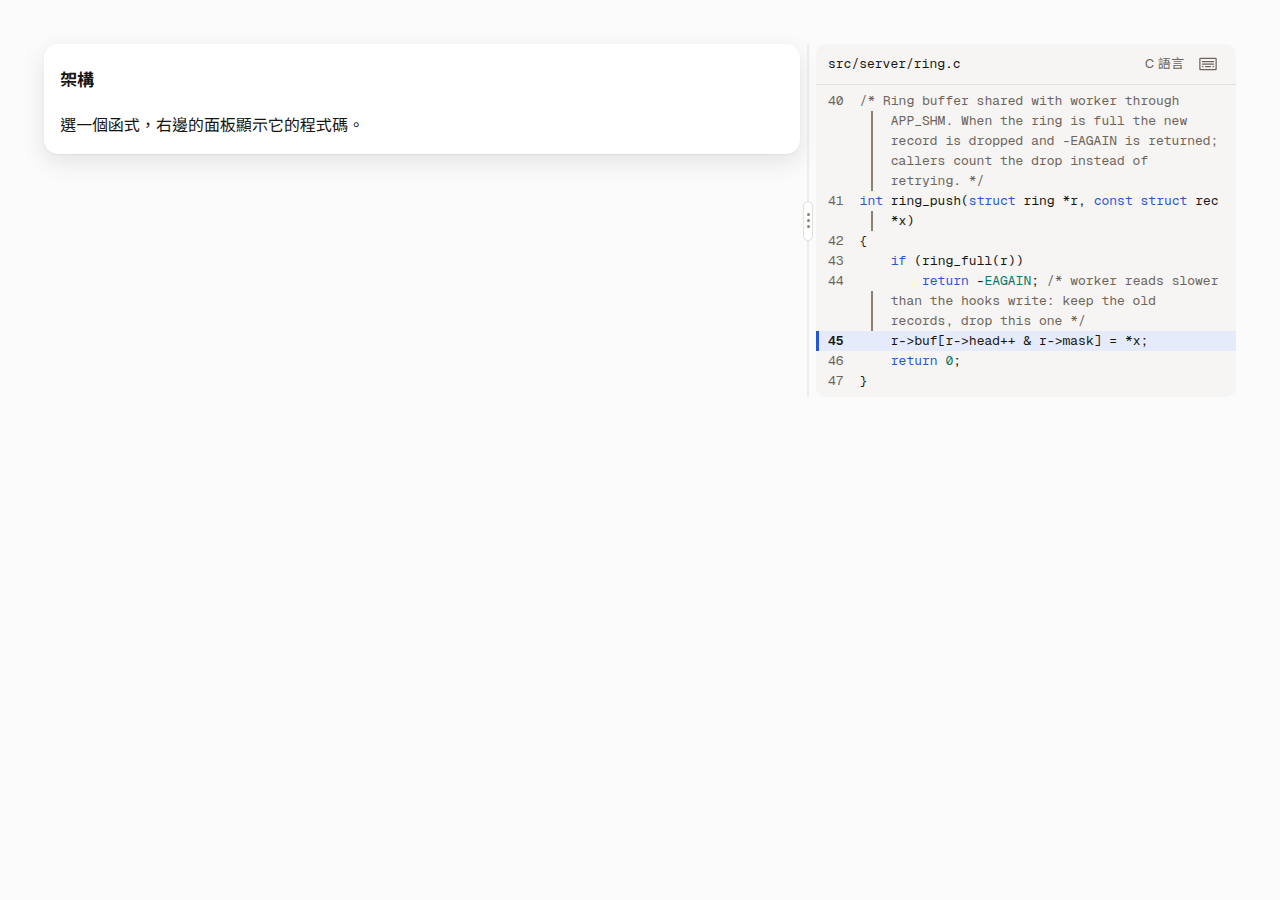 架構
選一個函式，右邊的面板顯示它的程式碼。
src/server/ring.c C 語言
40 /* Ring buffer shared with worker through
APP_SHM. When the ring is full the new
record is dropped and -EAGAIN is returned;
callers count the drop instead of
retrying. */
41 int ring_push(struct ring *r, const struct rec
*x)
42 {
43 if (ring_full(r))
44 return -EAGAIN; /* worker reads slower
than the hooks write: keep the old
records, drop this one */
45 r->buf[r->head++ & r->mask] = *x;
46 return 0;
47 }